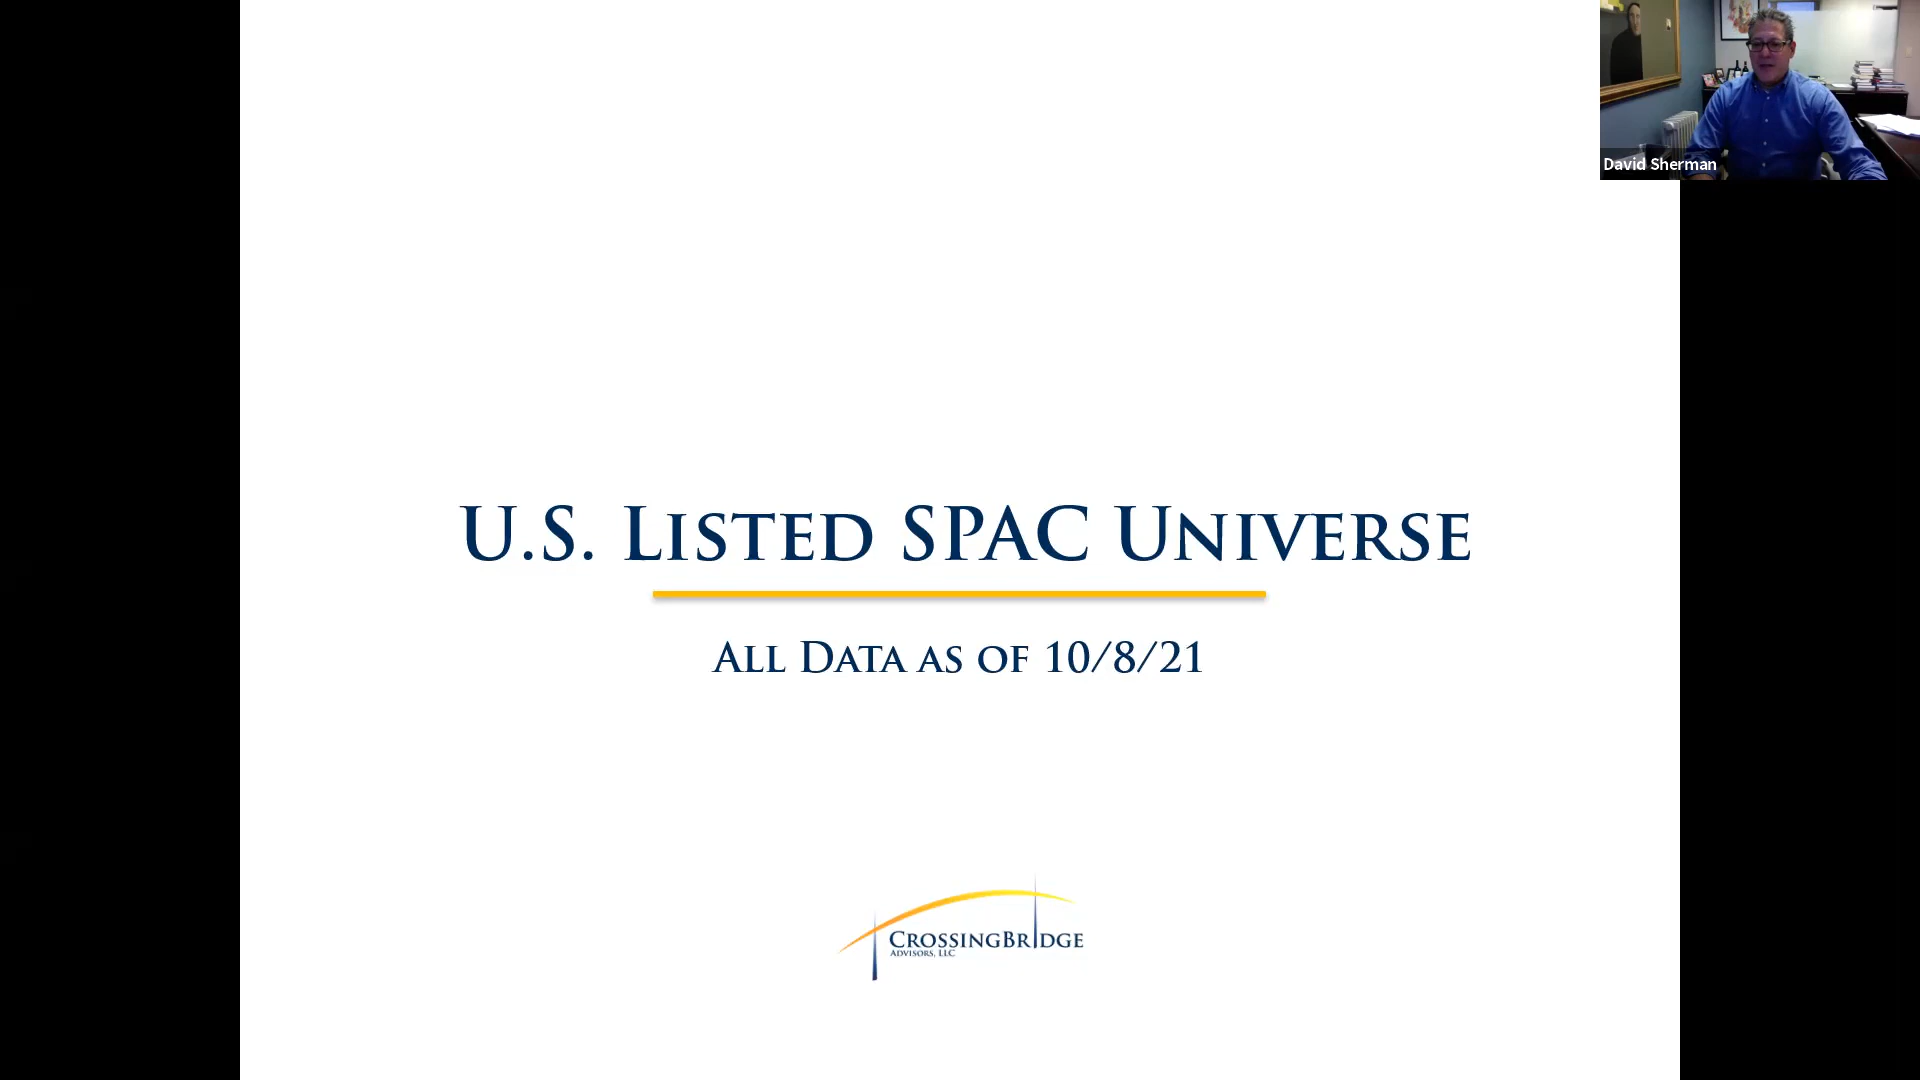 David Sherman
U.S. LISTED SPAC UNIVERSE
ALL DATA AS OF 10/8/21
CROSSINGBRIDGE
ADVISORS, LLC